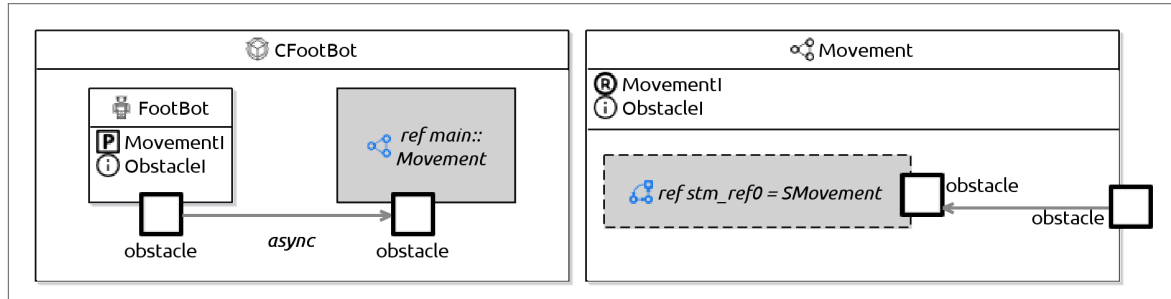 CFootBot
FootBot
P MovementI
i ObstacleI
ref main::
Movement
obstacle
async
obstacle
Movement
R MovementI
i ObstacleI
ref stm_ref0 = SMovement
obstacle
obstacle